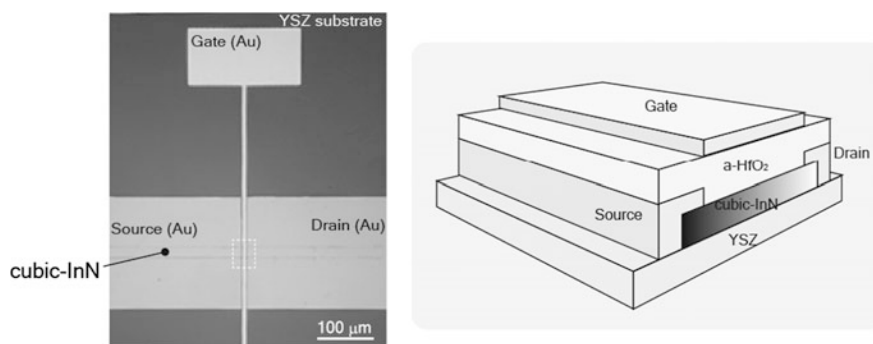 YSZ substrate
Gate (Au)
Source (Au)
Drain (Au)
cubic-InN
100 μm
Gate
a-HfO₂
Drain
Source
cubic-InN
YSZ